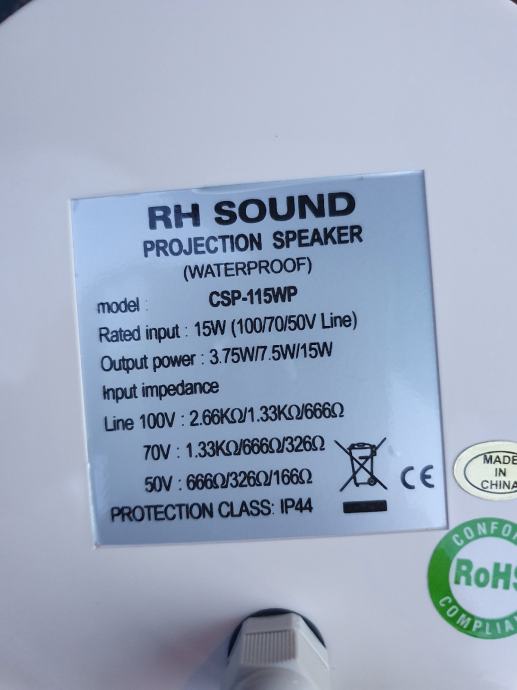 RH SOUND
PROJECTION SPEAKER
(WATERPROOF)
model : CSP-115WP
Rated input : 15W (100/70/50V Line)
Output power : 3.75W/7.5W/15W
Input impedance
Line 100V : 2.66KΩ/1.33KΩ/666Ω
70V : 1.33KΩ/666Ω/326Ω
50V : 666Ω/326Ω/166Ω
PROTECTION CLASS: IP44
CE
MADE
IN
CHINA
RoHS